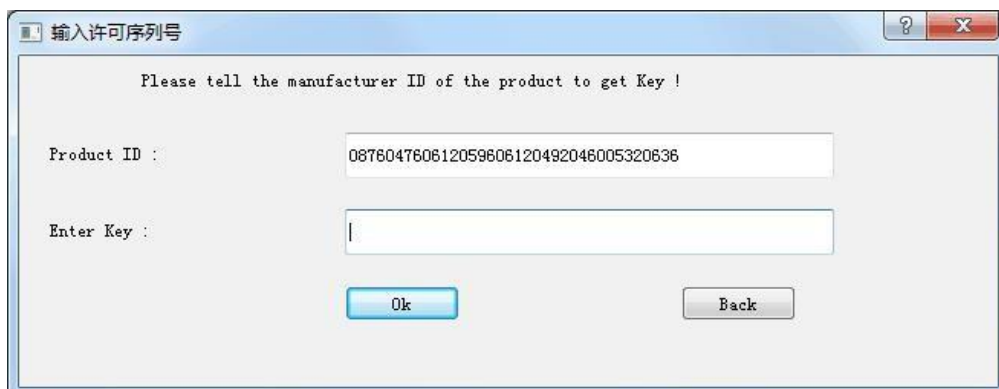 输入许可序列号
Please tell the manufacturer ID of the product to get Key !
Product ID :
087604760612059606120492046005320636
Enter Key :
Ok
Back